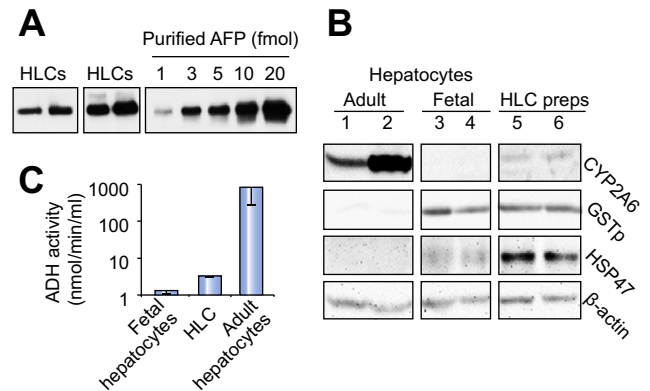 A
Purified AFP (fmol)
HLCs HLCs 1 3 5 10 20
B
Hepatocytes
Adult Fetal HLC preps
1 2 3 4 5 6
CYP2A6
GSTp
HSP47
β-actin
C
ADH activity
(nmol/min/ml)
1000
100
10
1
Fetal
hepatocytes
HLC
Adult
hepatocytes